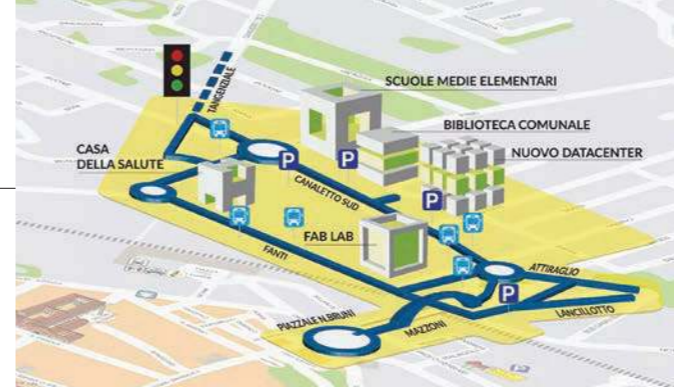 TANGENZIALE
SCUOLE MEDIE ELEMENTARI
BIBLIOTECA COMUNALE
NUOVO DATACENTER
CASA
DELLA SALUTE
P
P
CANALETTO SUD
P
FAB LAB
FANTI
ATTIRAGLIO
P
LANCILLOTTO
PIAZZALE N.BRUNI
MAZZONI